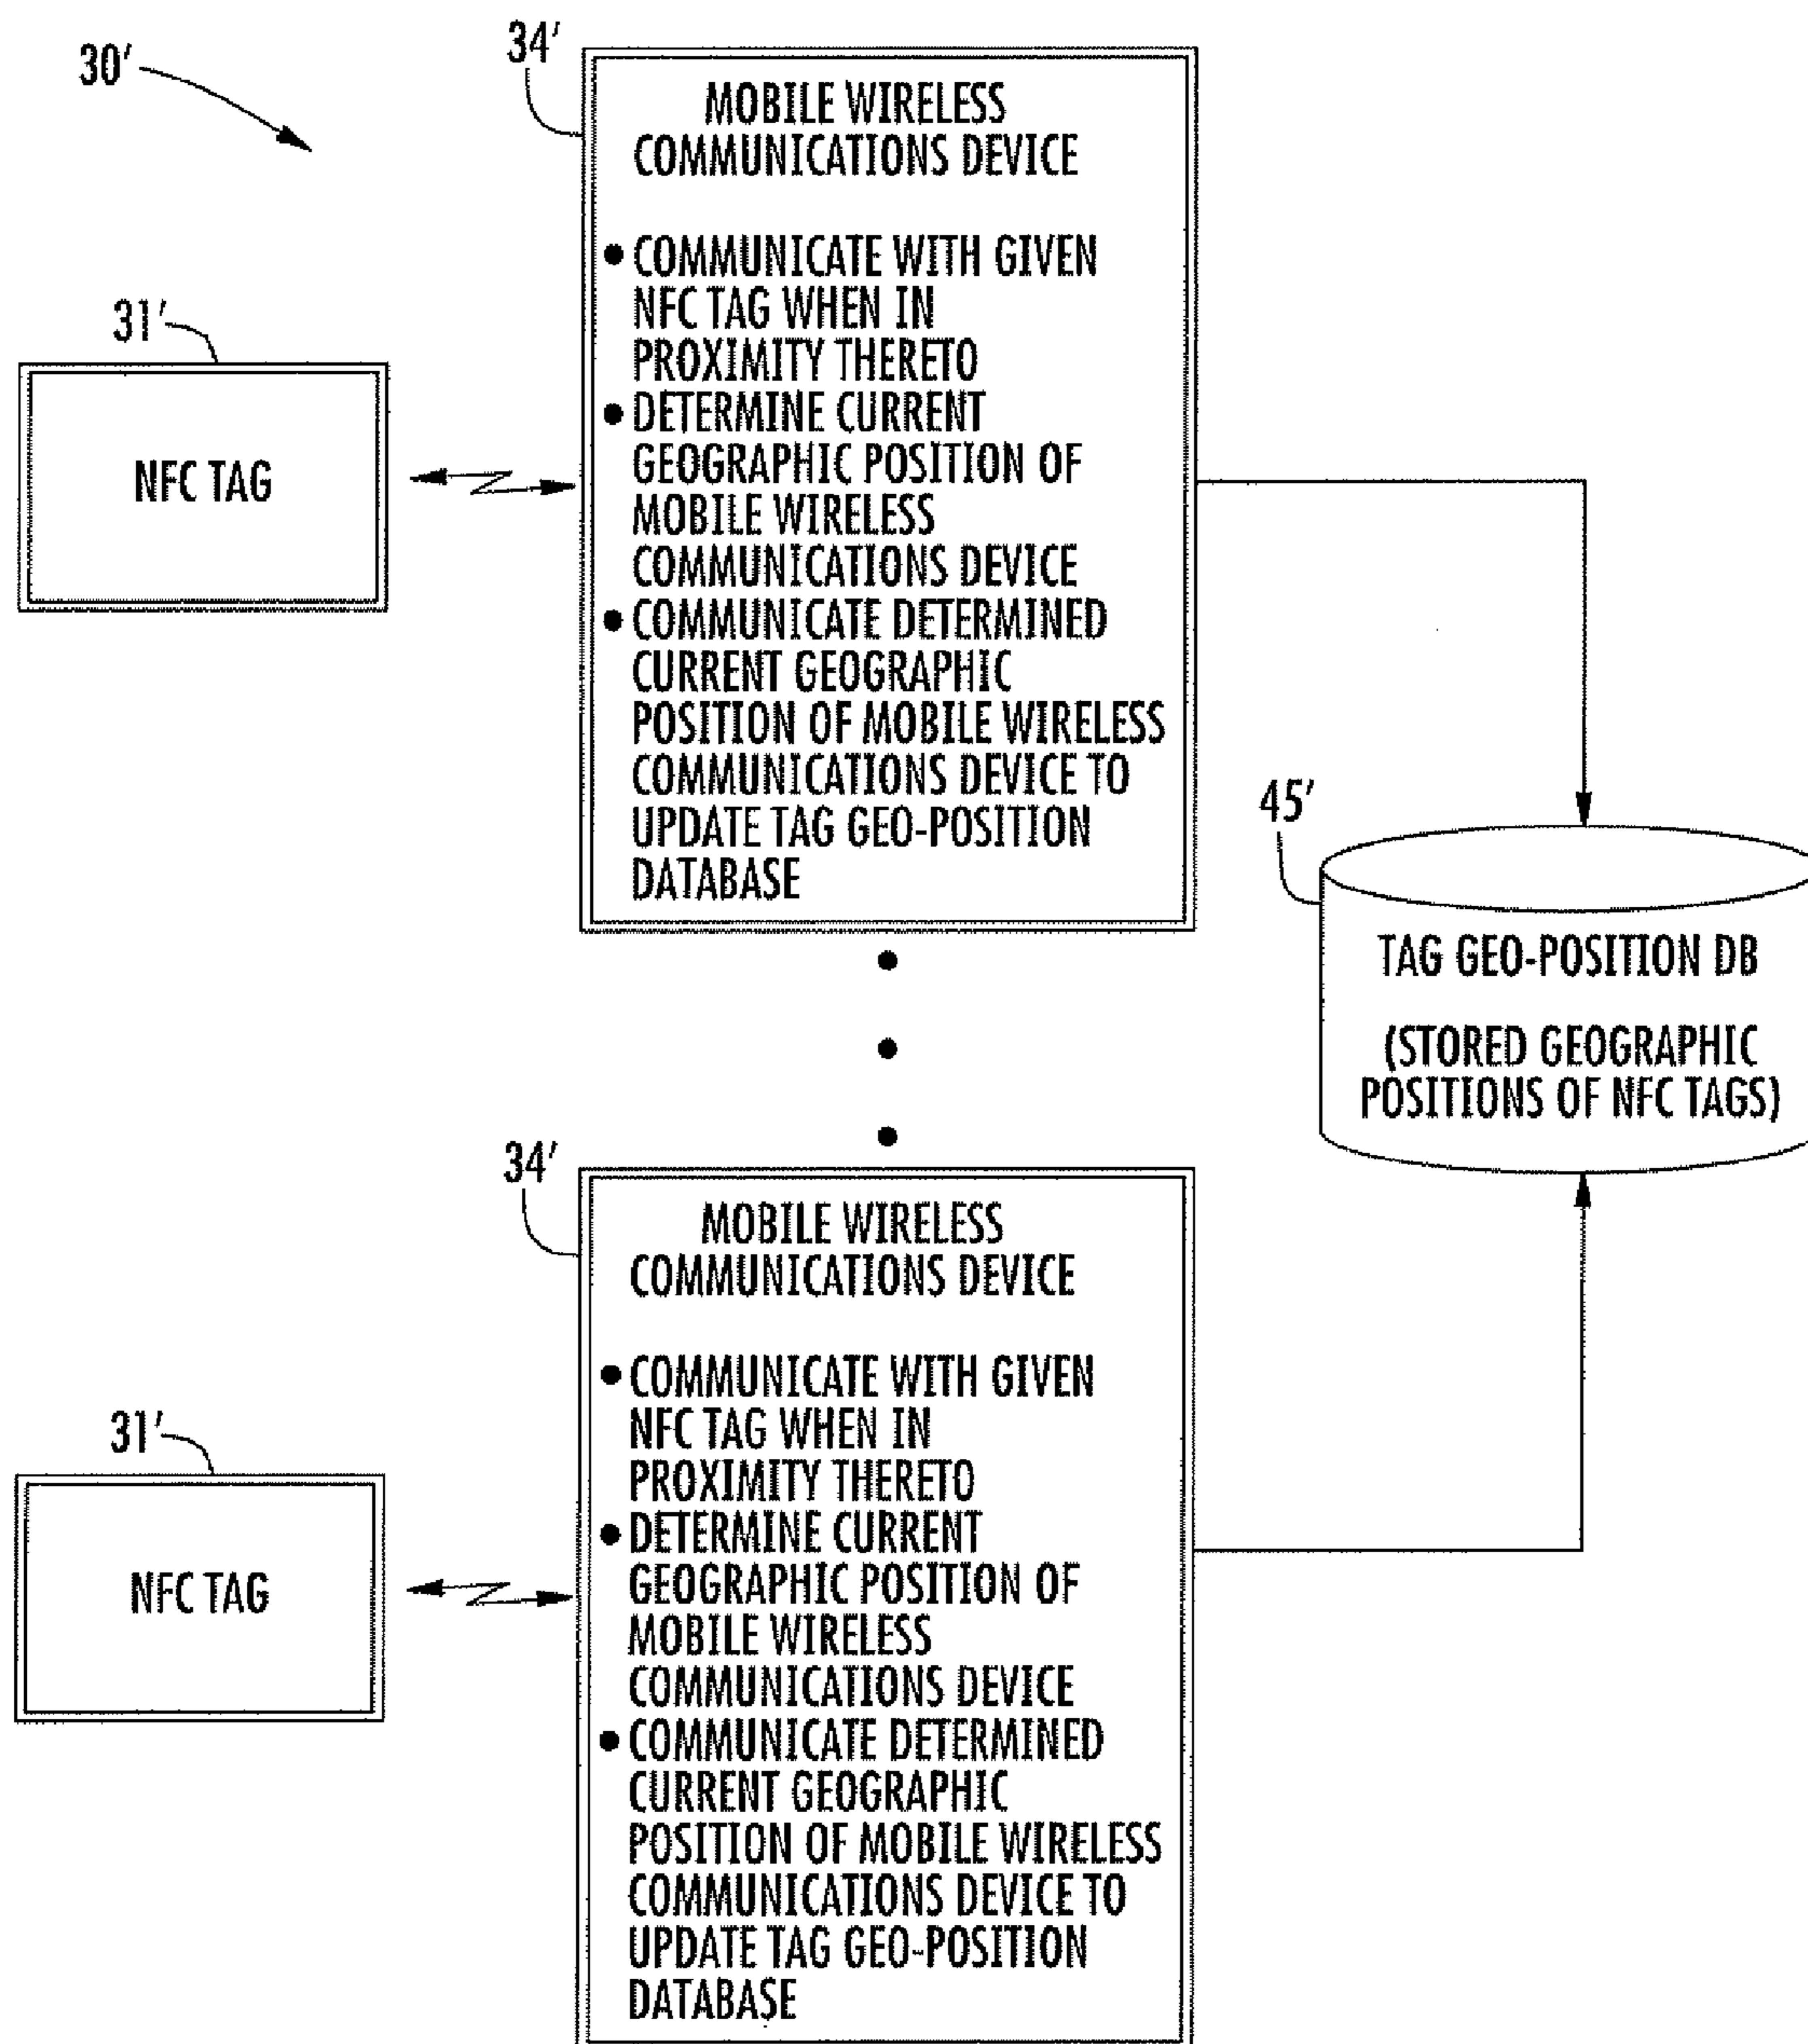 30′
34′
MOBILE WIRELESS
COMMUNICATIONS DEVICE
● COMMUNICATE WITH GIVEN
NFC TAG WHEN IN
PROXIMITY THERETO
● DETERMINE CURRENT
GEOGRAPHIC POSITION OF
MOBILE WIRELESS
COMMUNICATIONS DEVICE
● COMMUNICATE DETERMINED
CURRENT GEOGRAPHIC
POSITION OF MOBILE WIRELESS
COMMUNICATIONS DEVICE TO
UPDATE TAG GEO-POSITION
DATABASE
31′
NFC TAG
45′
TAG GEO-POSITION DB
(STORED GEOGRAPHIC
POSITIONS OF NFC TAGS)
34′
MOBILE WIRELESS
COMMUNICATIONS DEVICE
● COMMUNICATE WITH GIVEN
NFC TAG WHEN IN
PROXIMITY THERETO
● DETERMINE CURRENT
GEOGRAPHIC POSITION OF
MOBILE WIRELESS
COMMUNICATIONS DEVICE
● COMMUNICATE DETERMINED
CURRENT GEOGRAPHIC
POSITION OF MOBILE WIRELESS
COMMUNICATIONS DEVICE TO
UPDATE TAG GEO-POSITION
DATABASE
31′
NFC TAG